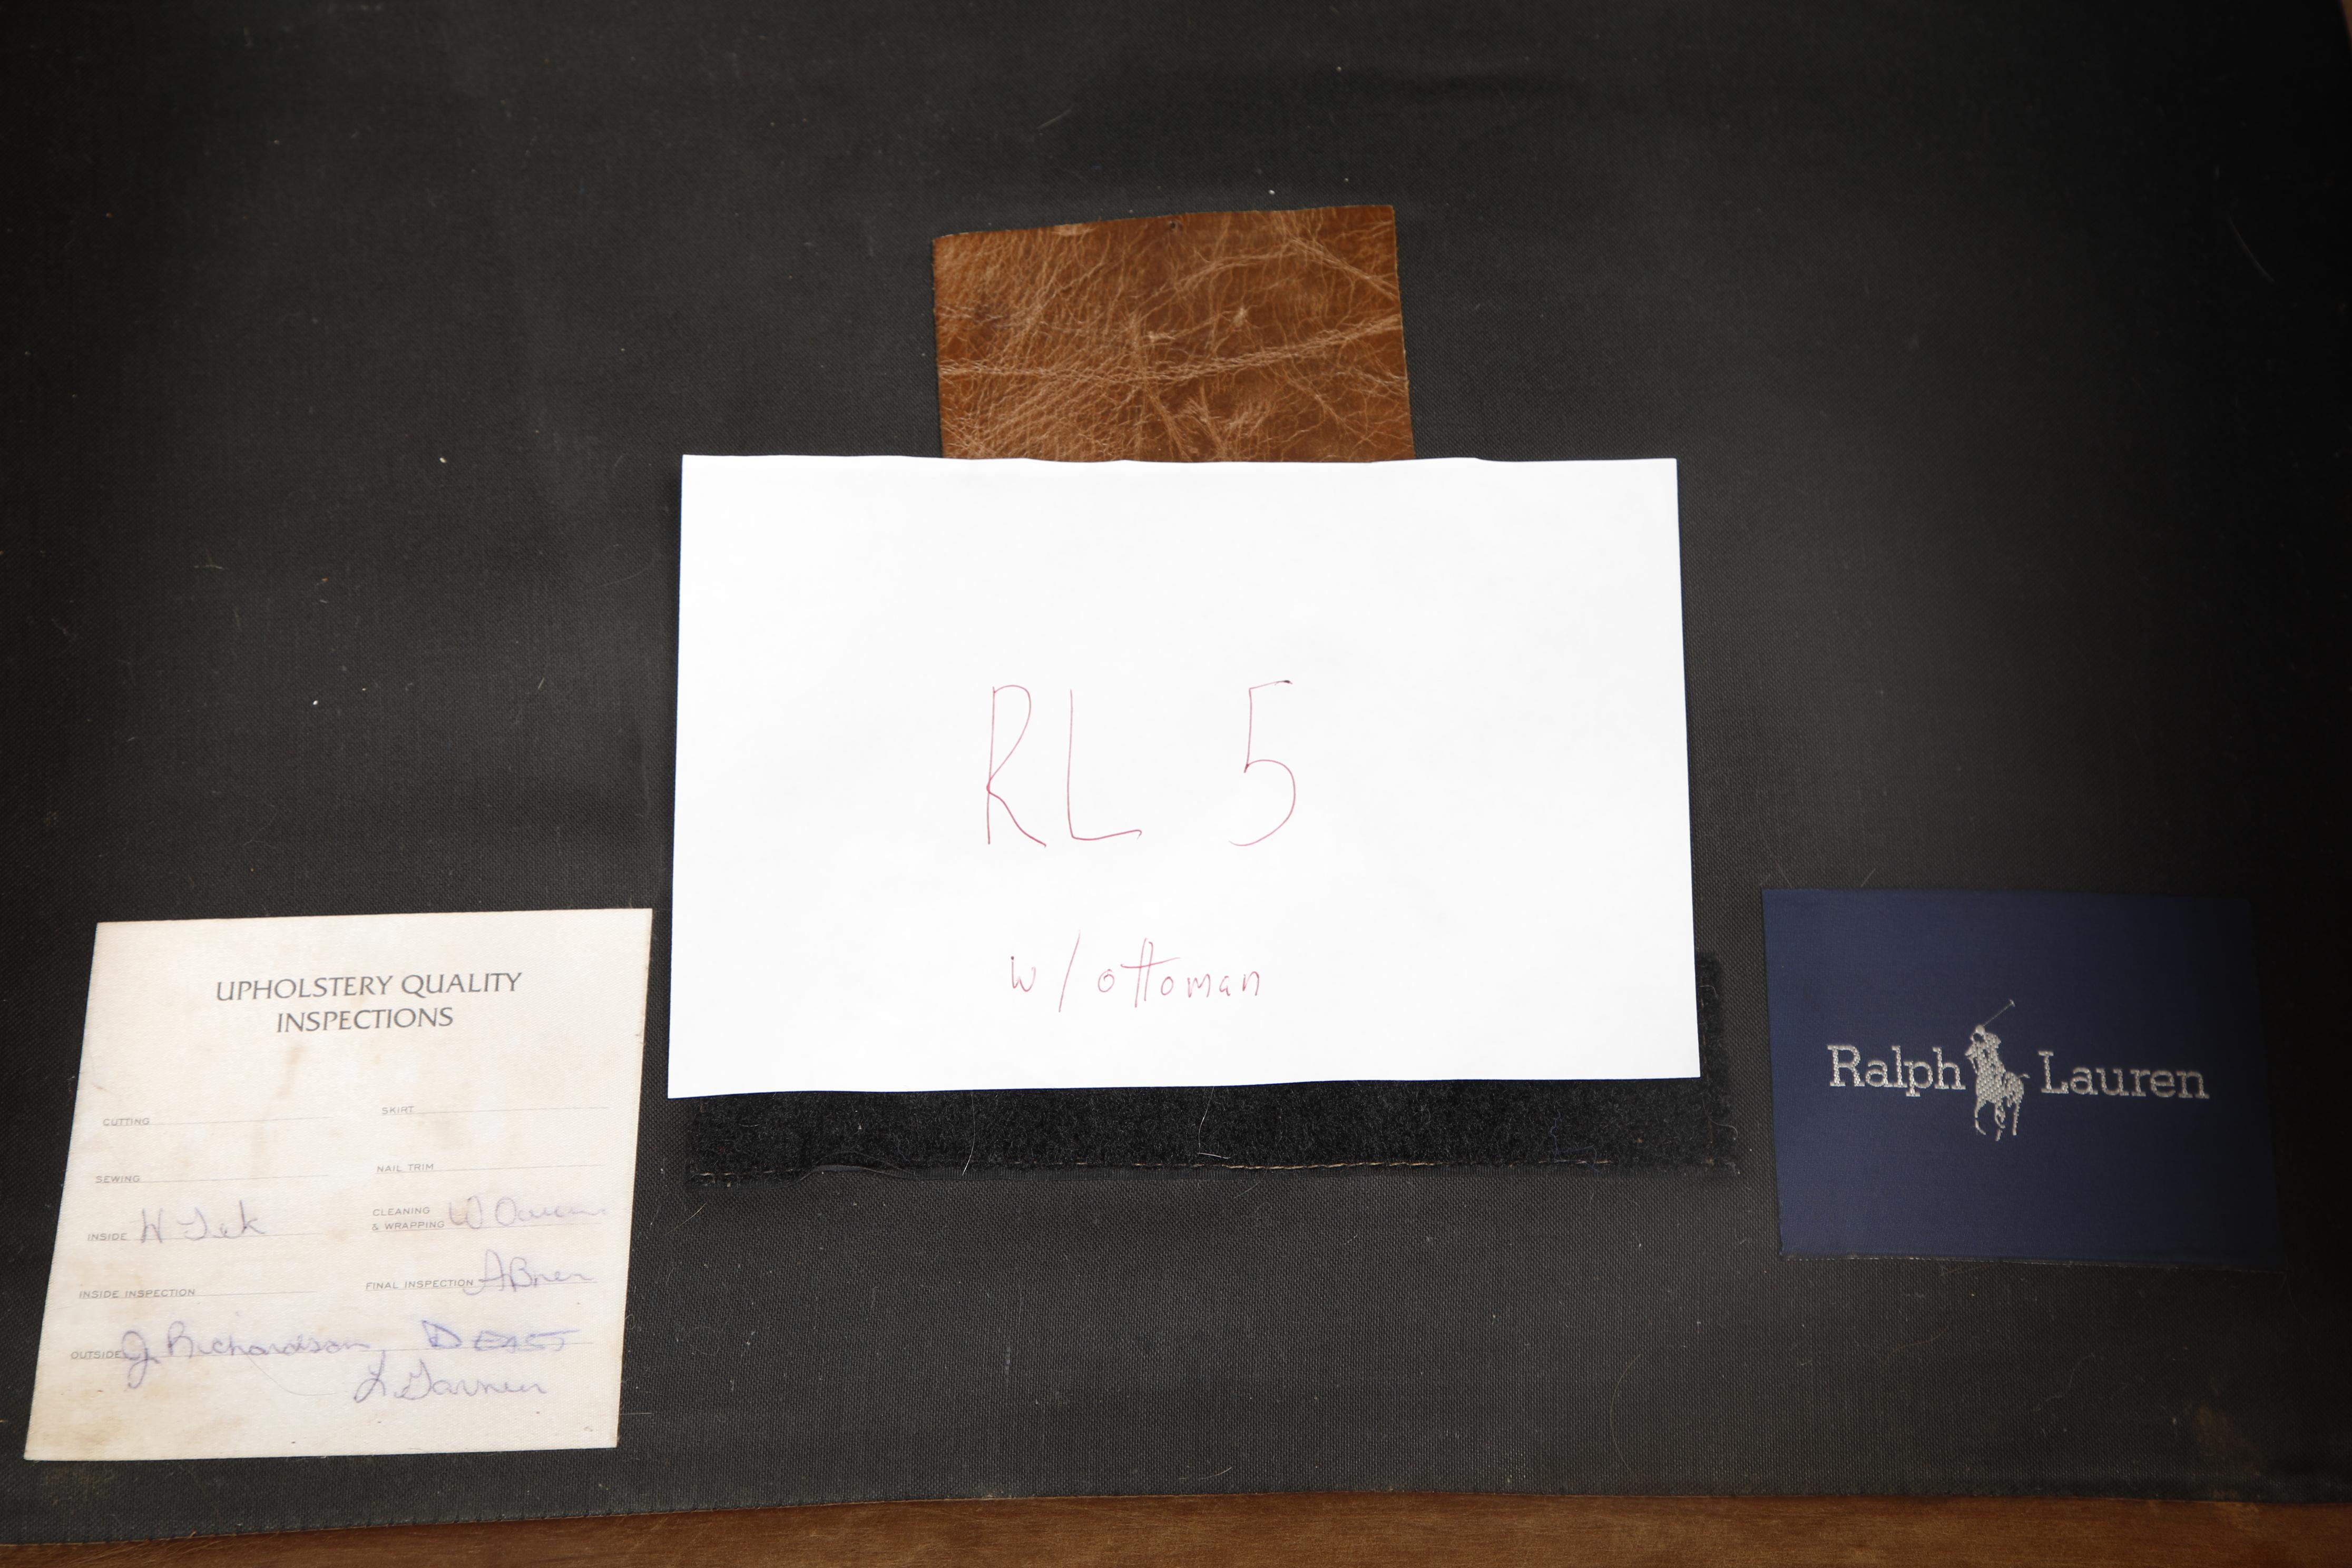 RL 5
w/ ottoman
UPHOLSTERY QUALITY
INSPECTIONS
CUTTING
SKIRT
SEWING
NAIL TRIM
INSIDE
CLEANING
& WRAPPING W
INSIDE INSPECTION
FINAL INSPECTION
OUTSIDE J Richardson, D EAST
L. Garner
Ralph Lauren